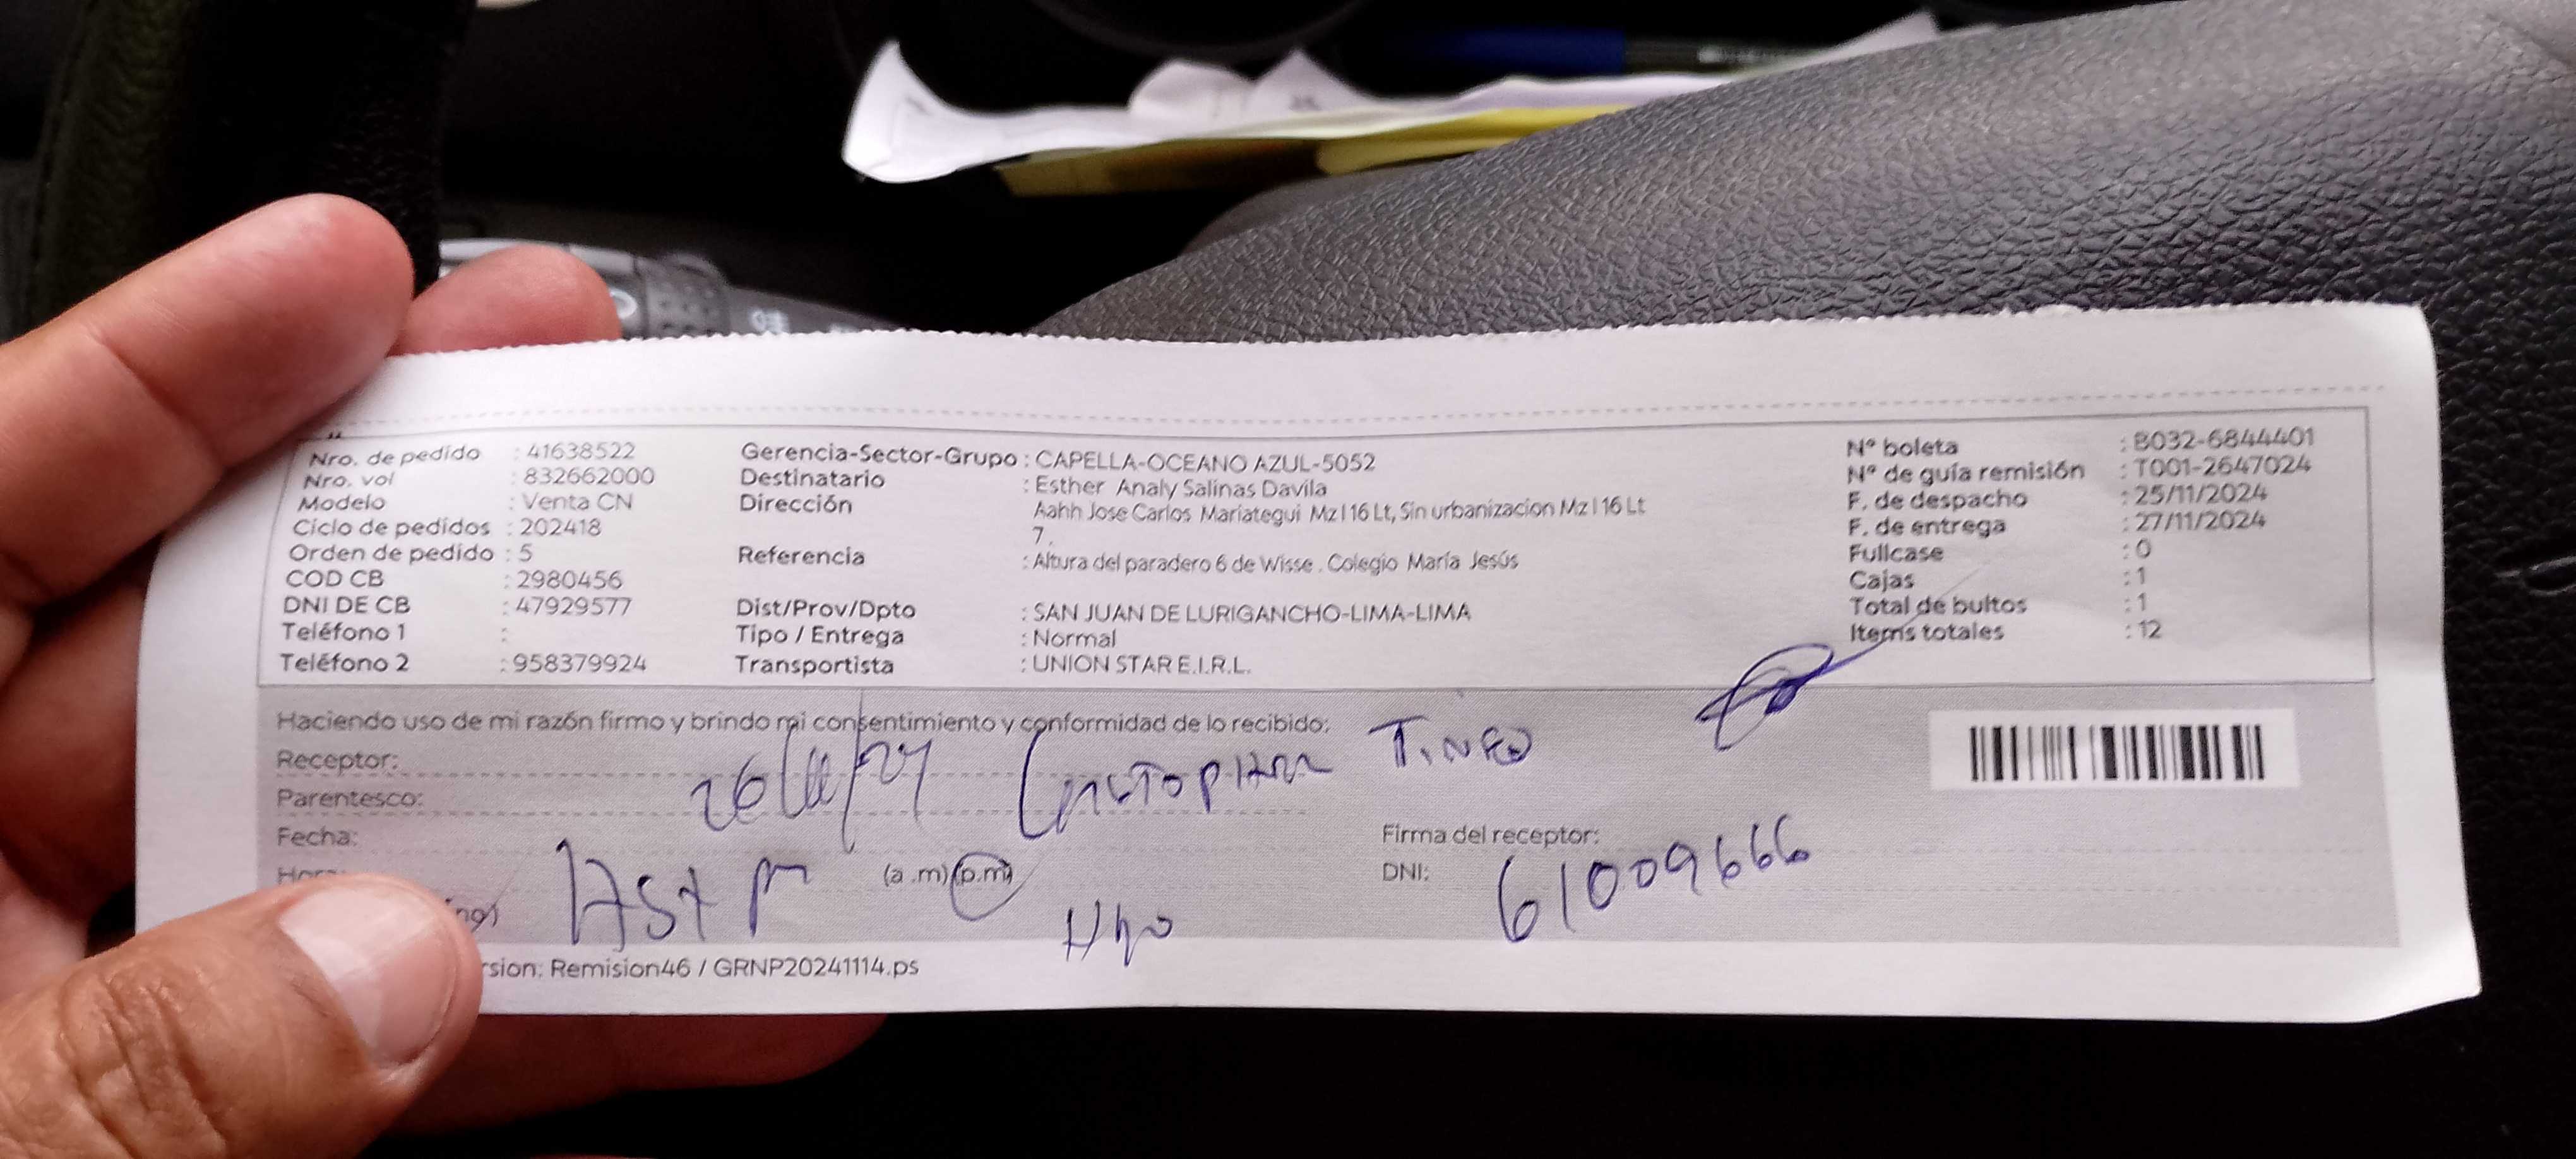 Nro. de pedido : 41638522
Nro. vol : 832662000
Modelo : Venta CN
Ciclo de pedidos : 202418
Orden de pedido : 5
COD CB : 2980456
DNI DE CB : 47929577
Teléfono 1 :
Teléfono 2 : 958379924
Gerencia-Sector-Grupo : CAPELLA-OCEANO AZUL-5052
Destinatario : Esther Analy Salinas Davila
Dirección Aahh Jose Carlos Mariategui Mz I 16 Lt, Sin urbanizacion Mz I 16 Lt
7.
Referencia : Altura del paradero 6 de Wisse . Colegio María Jesús
Dist/Prov/Dpto : SAN JUAN DE LURIGANCHO-LIMA-LIMA
Tipo / Entrega : Normal
Transportista : UNION STAR E.I.R.L.
Nº boleta : B032-6844401
Nº de guía remisión : T001-2647024
F. de despacho : 25/11/2024
F. de entrega : 27/11/2024
Fullcase : 0
Cajas : 1
Total de bultos : 1
Items totales : 12
Haciendo uso de mi razón firmo y brindo mi consentimiento y conformidad de lo recibido:
Receptor: 26/11/24 Tineo
Parentesco:
Fecha:
Firma del receptor:
Hora: (a .m) (p.m)
DNI: 61009666
rsion: Remision46 / GRNP20241114.ps